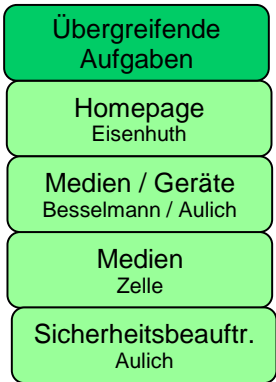 Übergreifende
Aufgaben
Homepage
Eisenhuth
Medien / Geräte
Besselmann / Aulich
Medien
Zelle
Sicherheitsbeauftr.
Aulich